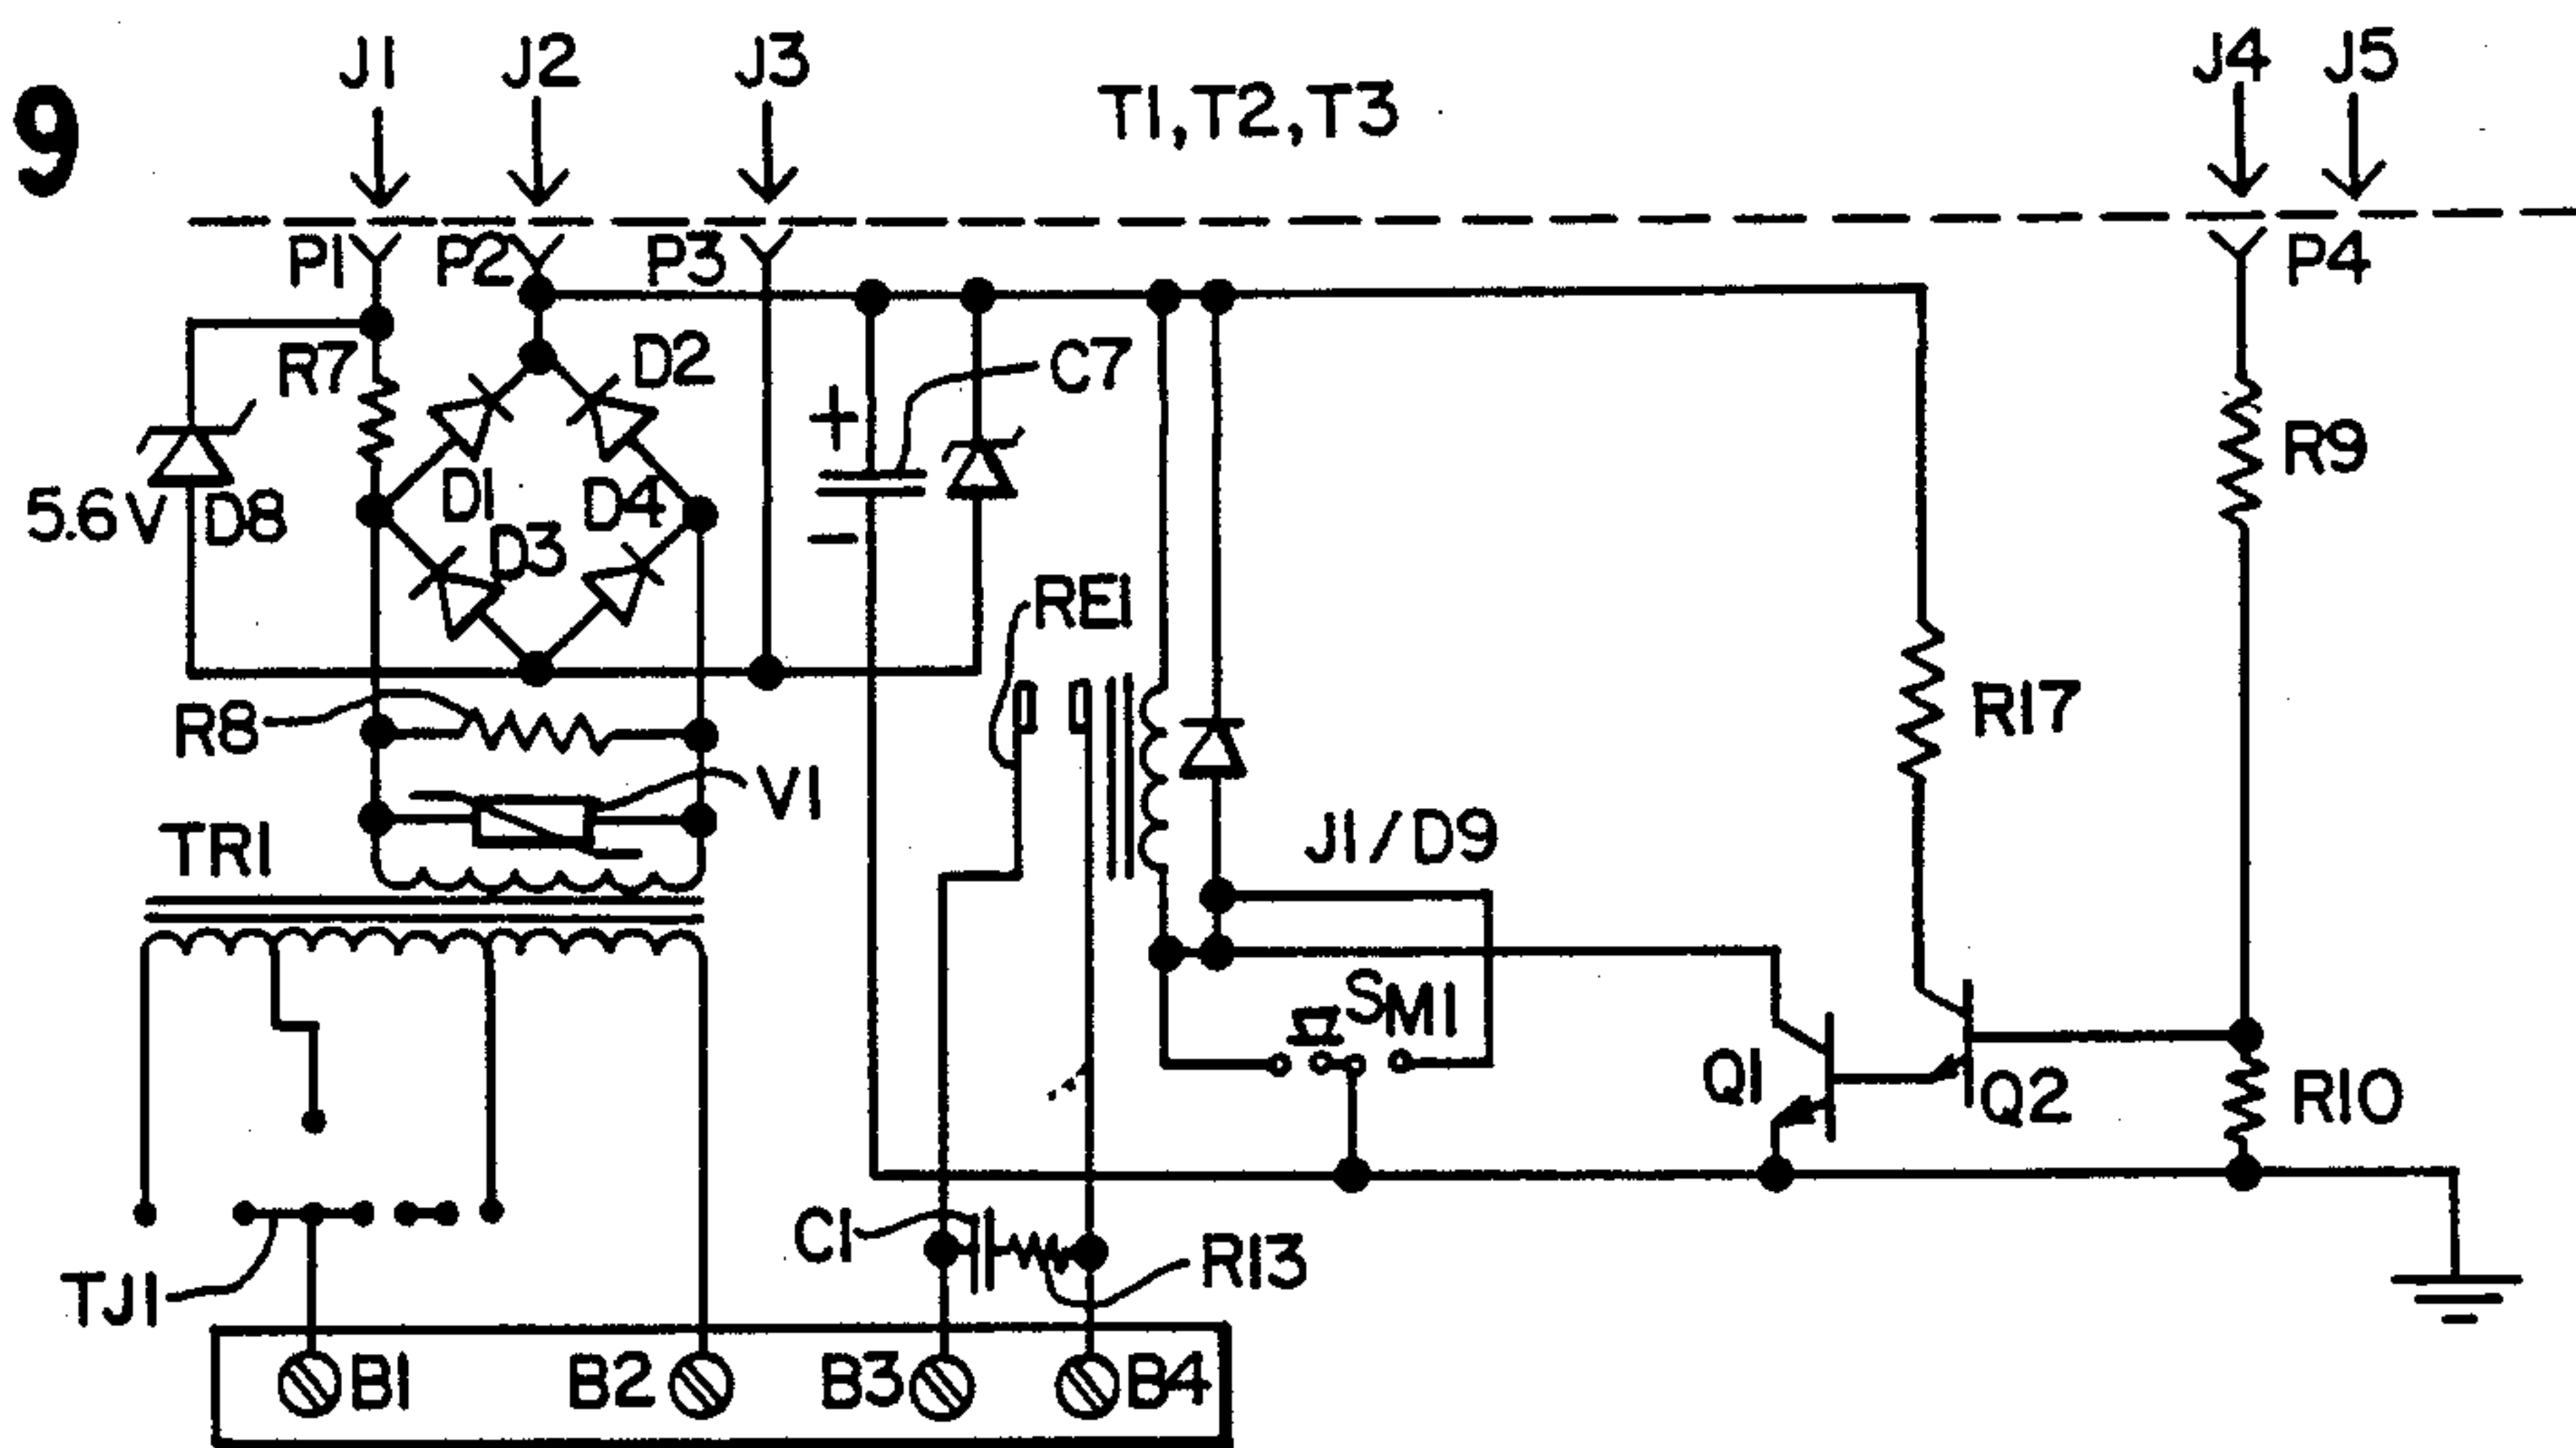 9
J1 J2 J3 T1,T2,T3 J4 J5
P1 P2 P3 P4
R7 D2 C7
+
R9
D1 D4
5.6V D8 D3
−
RE1
R8 R17
V1
TR1 J1/D9
SM1
Q1 Q2 R10
C1 R13
TJ1
B1 B2 B3 B4